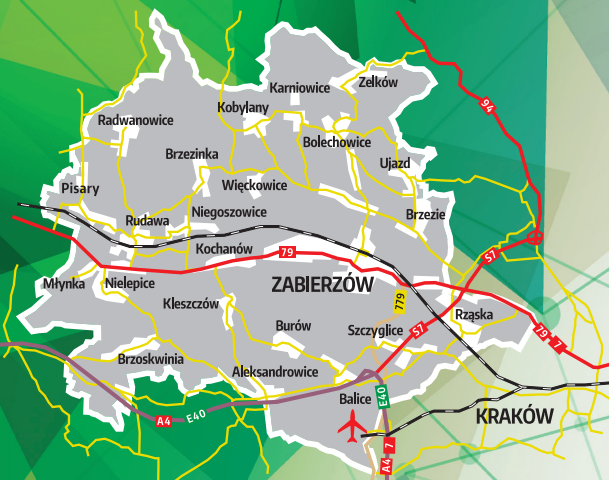 Karniowice
Zelków
94
Kobylany
Radwanowice
Bolechowice
Brzezinka
Ujazd
Pisary
Więckowice
Niegoszowice
Brzezie
Rudawa
Kochanów
79
S7
Młynka
Nielepice
ZABIERZÓW
779
Kleszczów
Rząska
Burów
Szczyglice
S7
79
7
Brzoskwinia
Aleksandrowice
Balice
E40
A4
E40
KRAKÓW
7
A4